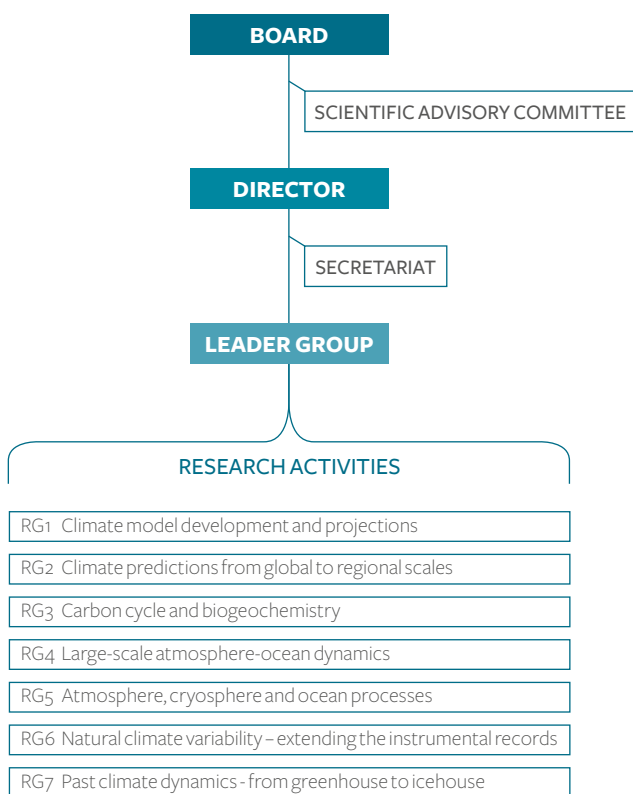 BOARD
SCIENTIFIC ADVISORY COMMITTEE
DIRECTOR
SECRETARIAT
LEADER GROUP
RESEARCH ACTIVITIES
RG1 Climate model development and projections
RG2 Climate predictions from global to regional scales
RG3 Carbon cycle and biogeochemistry
RG4 Large-scale atmosphere-ocean dynamics
RG5 Atmosphere, cryosphere and ocean processes
RG6 Natural climate variability – extending the instrumental records
RG7 Past climate dynamics - from greenhouse to icehouse